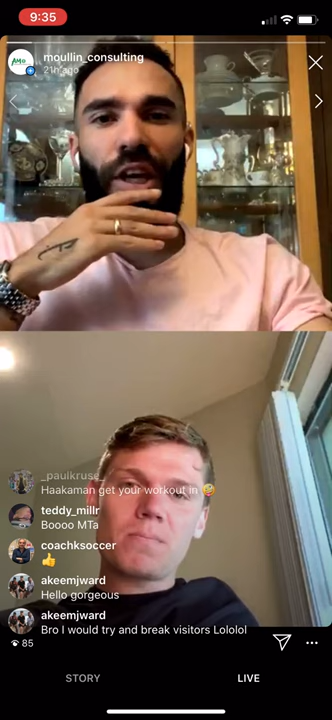 9:35
AMO
moullin_consulting
21h ago
_paulkruse
Haakaman get your workout in 🤣
teddy_millr
Boooo MTa
coachksoccer
👍
akeemjward
Hello gorgeous
akeemjward
Bro I would try and break visitors Lololol
85
STORY
LIVE